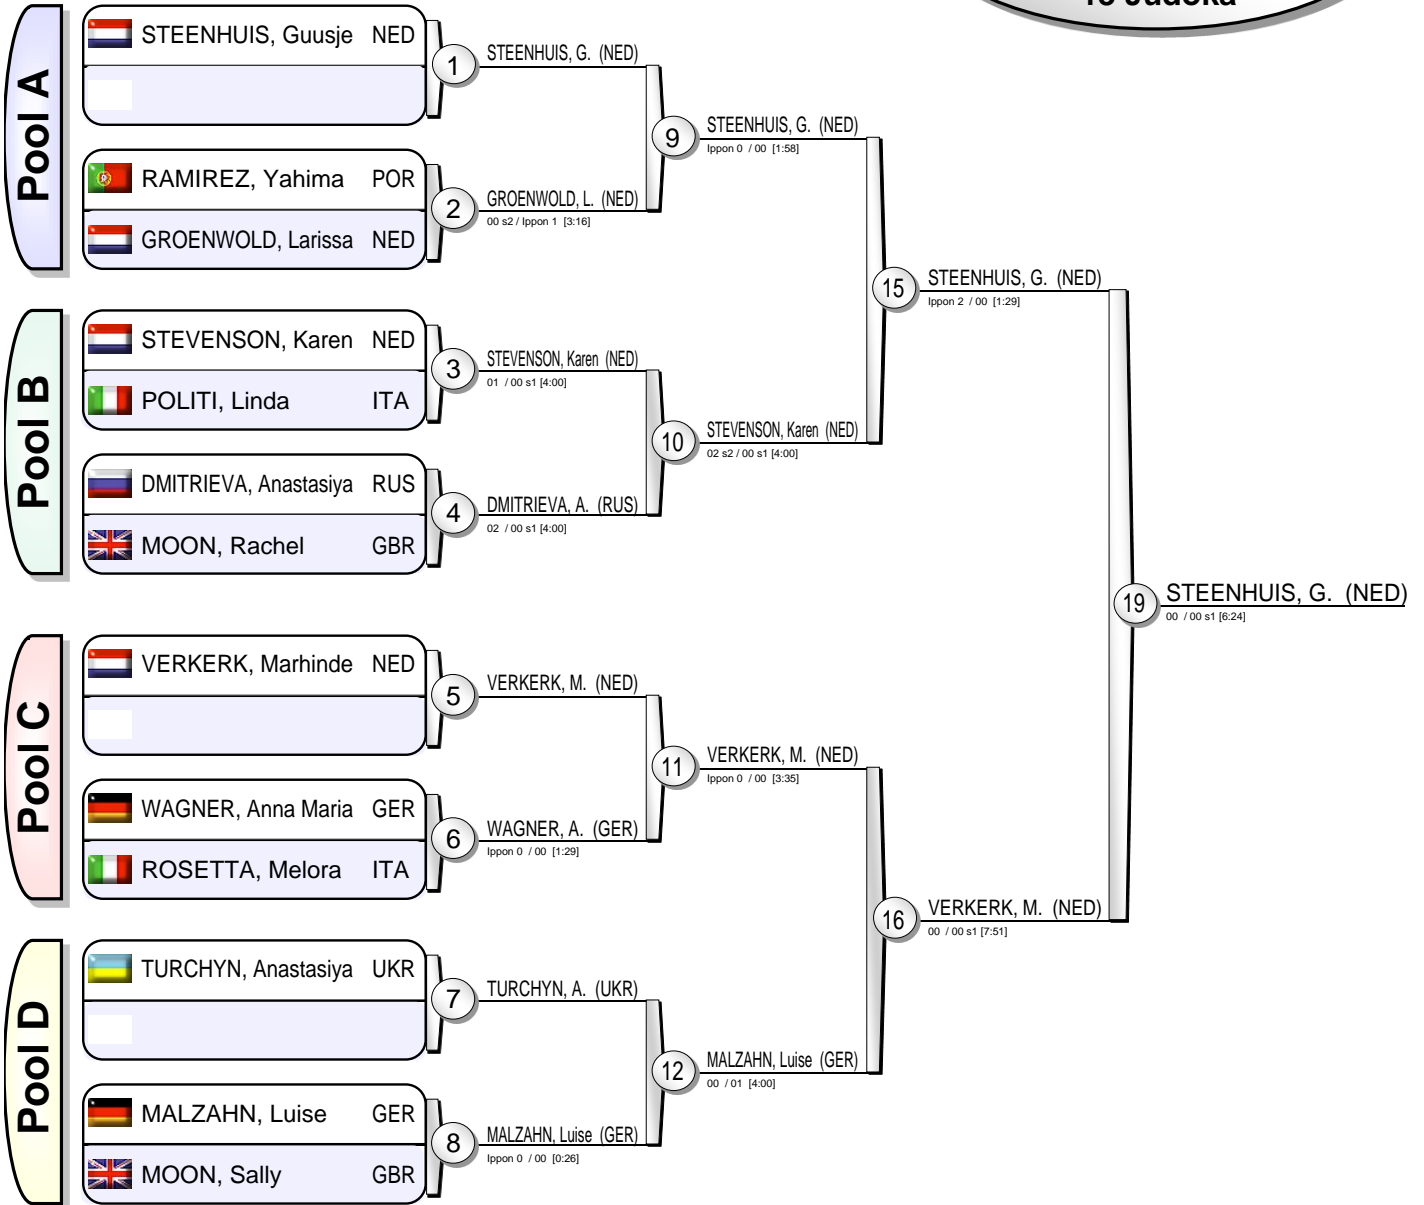 13 Judoka
Pool A
STEENHUIS, Guusje NED
RAMIREZ, Yahima POR
GROENWOLD, Larissa NED
Pool B
STEVENSON, Karen NED
POLITI, Linda ITA
DMITRIEVA, Anastasiya RUS
MOON, Rachel GBR
Pool C
VERKERK, Marhinde NED
WAGNER, Anna Maria GER
ROSETTA, Melora ITA
Pool D
TURCHYN, Anastasiya UKR
MALZAHN, Luise GER
MOON, Sally GBR
1
STEENHUIS, G. (NED)
2
GROENWOLD, L. (NED)
00 s2 / Ippon 1 [3:16]
3
STEVENSON, Karen (NED)
01 / 00 s1 [4:00]
4
DMITRIEVA, A. (RUS)
02 / 00 s1 [4:00]
5
VERKERK, M. (NED)
6
WAGNER, A. (GER)
Ippon 0 / 00 [1:29]
7
TURCHYN, A. (UKR)
8
MALZAHN, Luise (GER)
Ippon 0 / 00 [0:26]
9
STEENHUIS, G. (NED)
Ippon 0 / 00 [1:58]
10
STEVENSON, Karen (NED)
02 s2 / 00 s1 [4:00]
11
VERKERK, M. (NED)
Ippon 0 / 00 [3:35]
12
MALZAHN, Luise (GER)
00 / 01 [4:00]
15
STEENHUIS, G. (NED)
Ippon 2 / 00 [1:29]
16
VERKERK, M. (NED)
00 / 00 s1 [7:51]
19
STEENHUIS, G. (NED)
00 / 00 s1 [6:24]